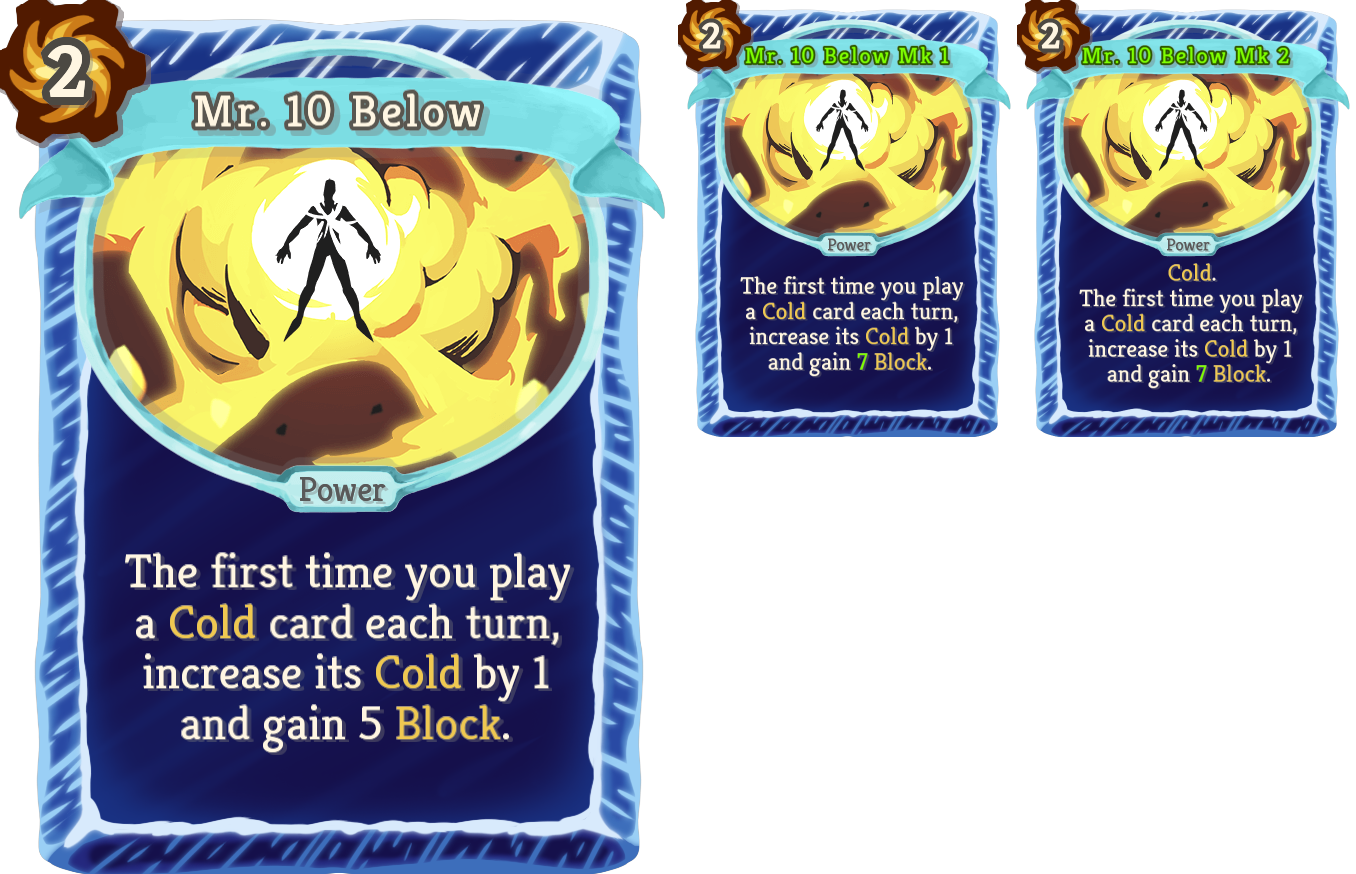 2
Mr. 10 Below
Power
The first time you play
a Cold card each turn,
increase its Cold by 1
and gain 5 Block.
2
Mr. 10 Below Mk 1
Power
The first time you play
a Cold card each turn,
increase its Cold by 1
and gain 7 Block.
2
Mr. 10 Below Mk 2
Power
Cold.
The first time you play
a Cold card each turn,
increase its Cold by 1
and gain 7 Block.